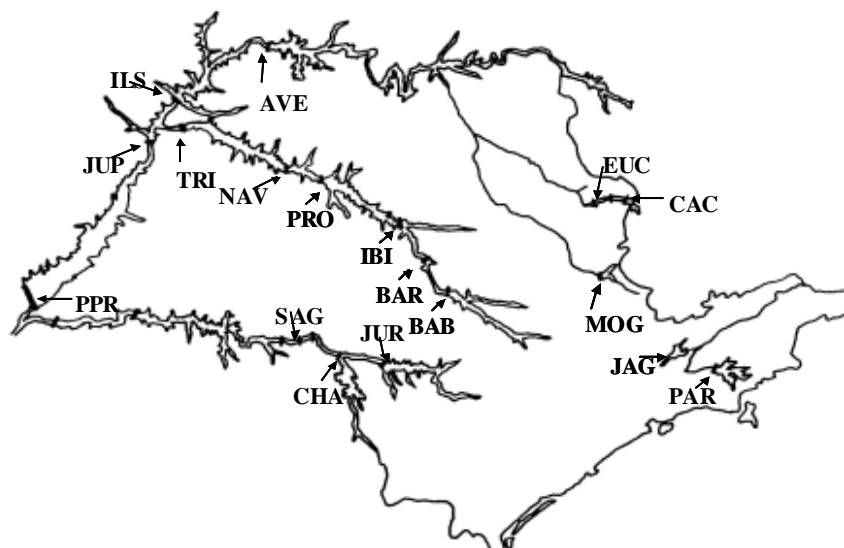 ILS
AVE
JUP
TRI
NAV
PRO
EUC
CAC
IBI
BAR
BAB
MOG
PPR
SAG
JUR
CHA
JAG
PAR